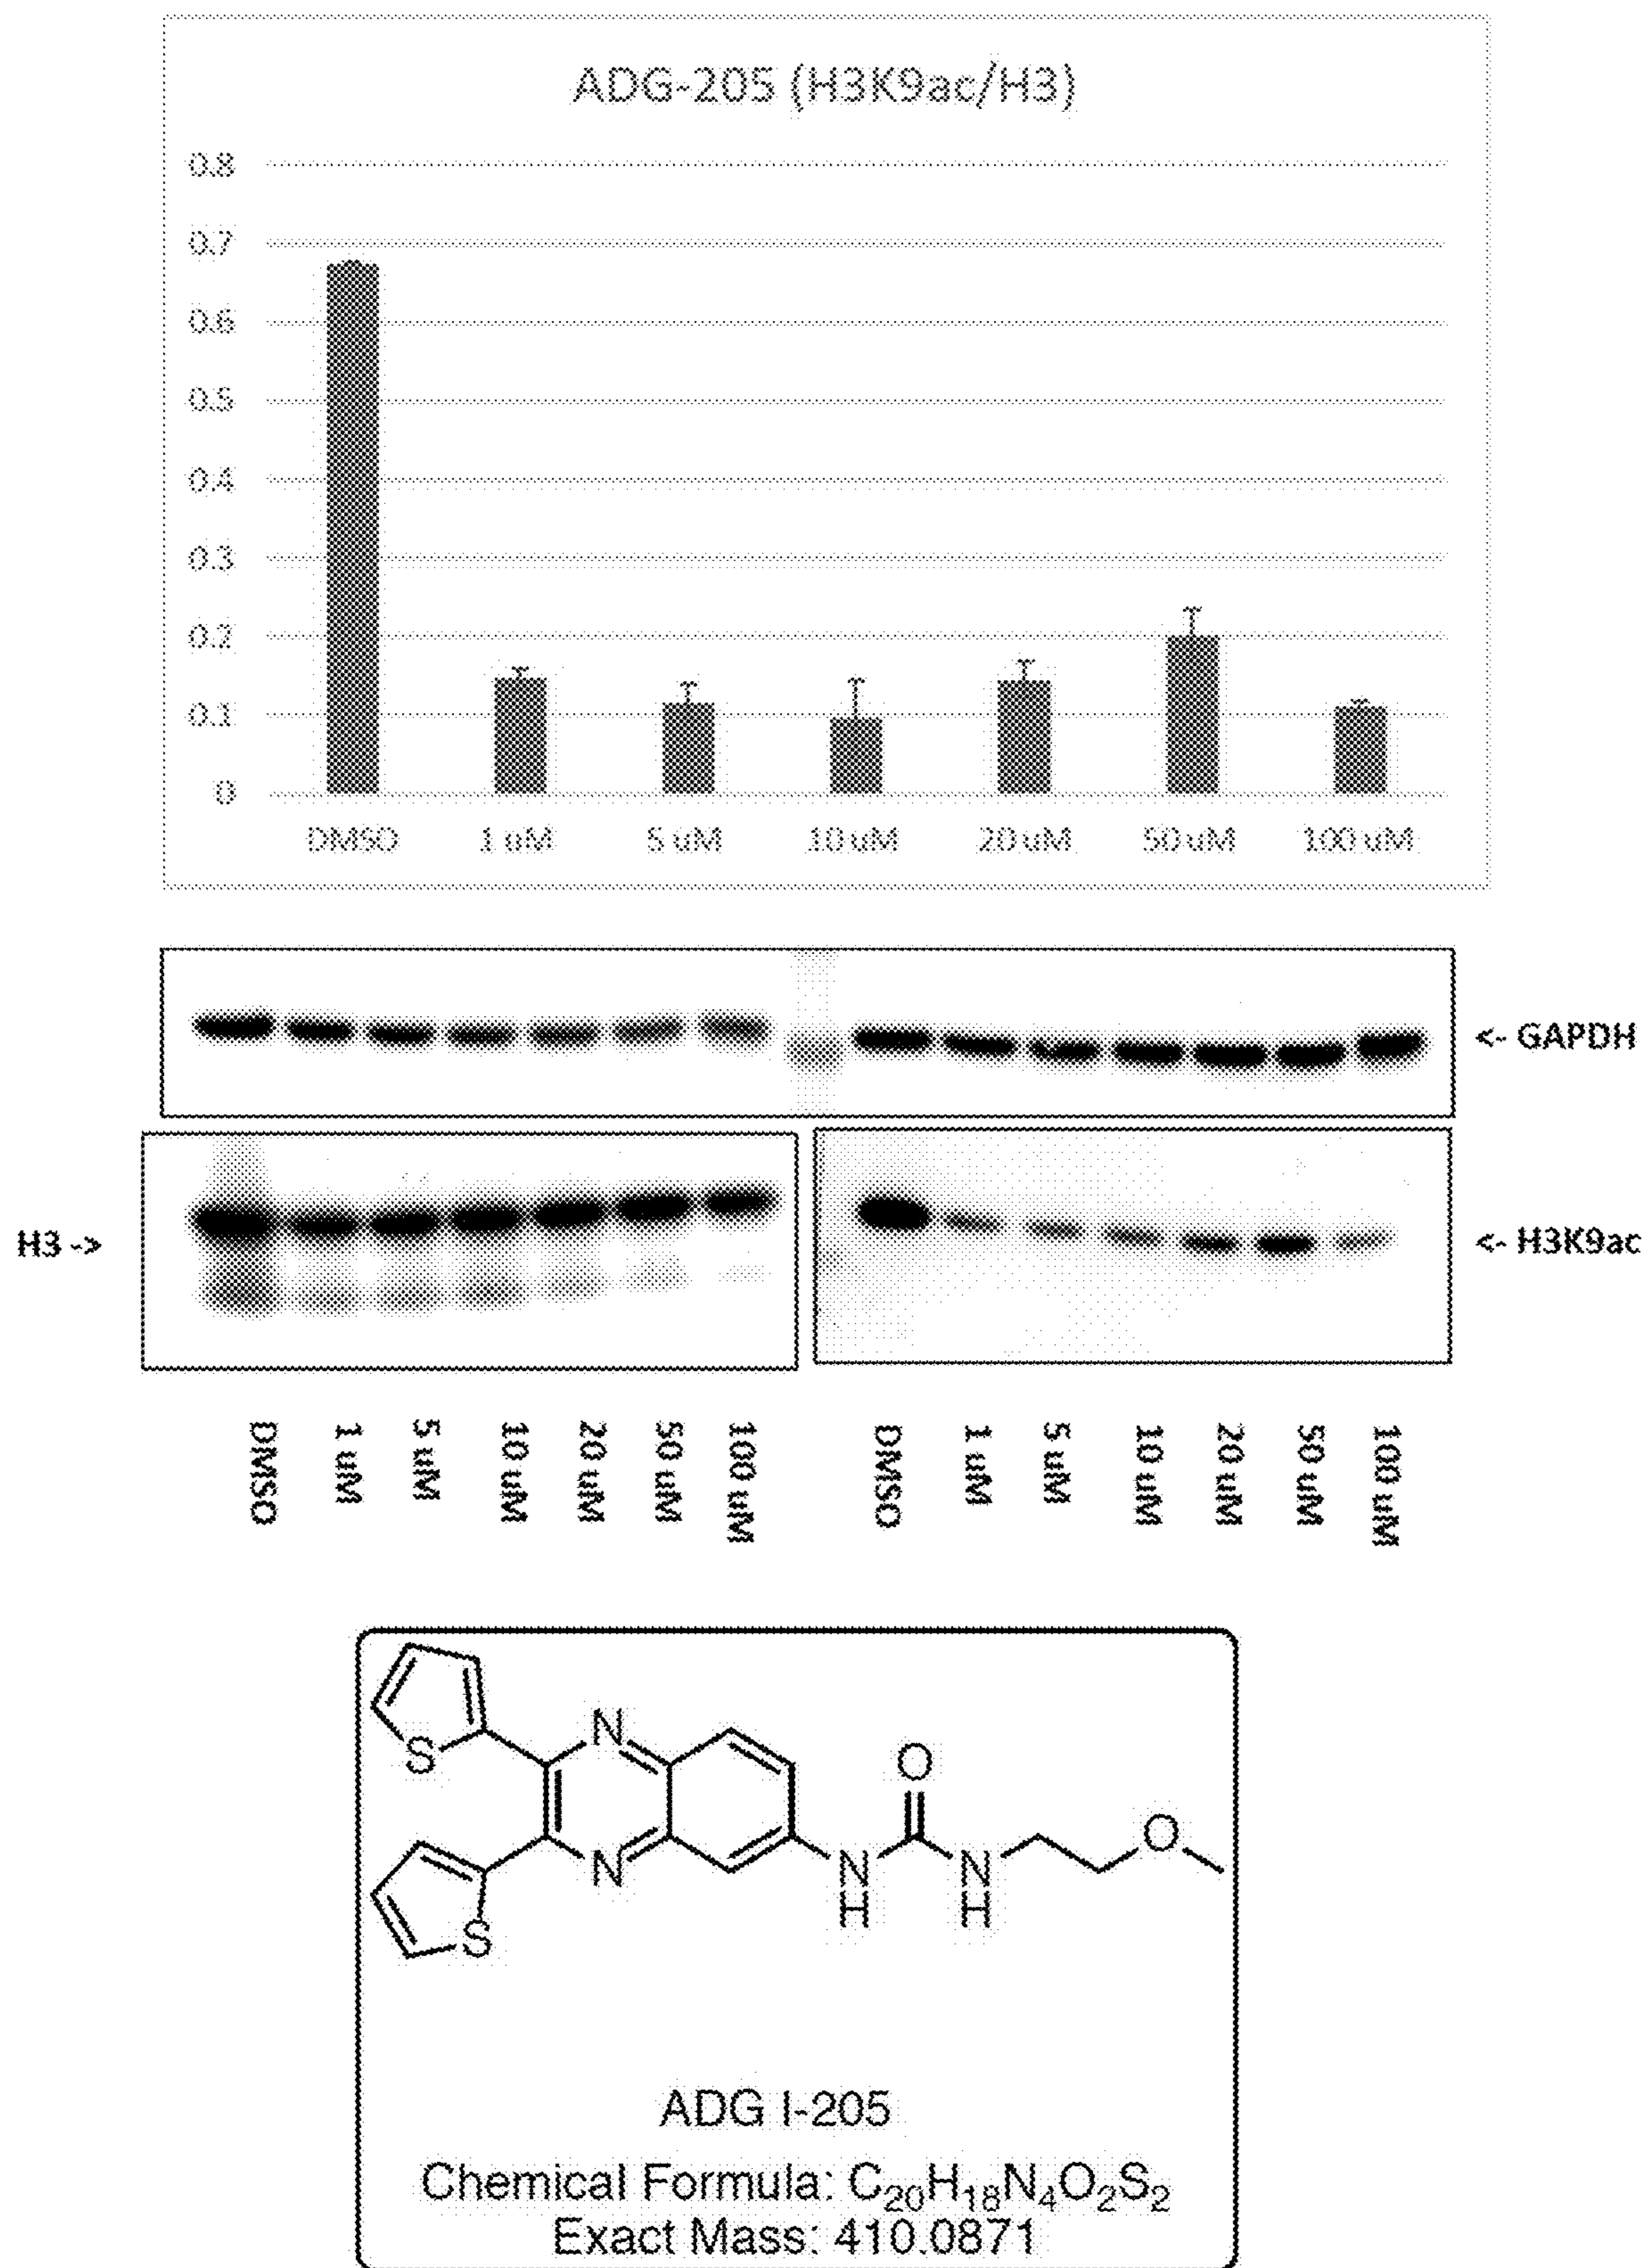 ADG-205 (H3K9ac/H3)
0.8
0.7
0.6
0.5
0.4
0.3
0.2
0.1
0
DMSO 1 uM 5 uM 10 uM 20 uM 50 uM 100 uM
<- GAPDH
H3 ->
<- H3K9ac
DMSO 1 uM 5 uM 10 uM 20 uM 50 uM 100 uM DMSO 1 uM 5 uM 10 uM 20 uM 50 uM 100 uM
S N O
S N N H N H O
ADG I-205
Chemical Formula: C₂₀H₁₈N₄O₂S₂
Exact Mass: 410.0871